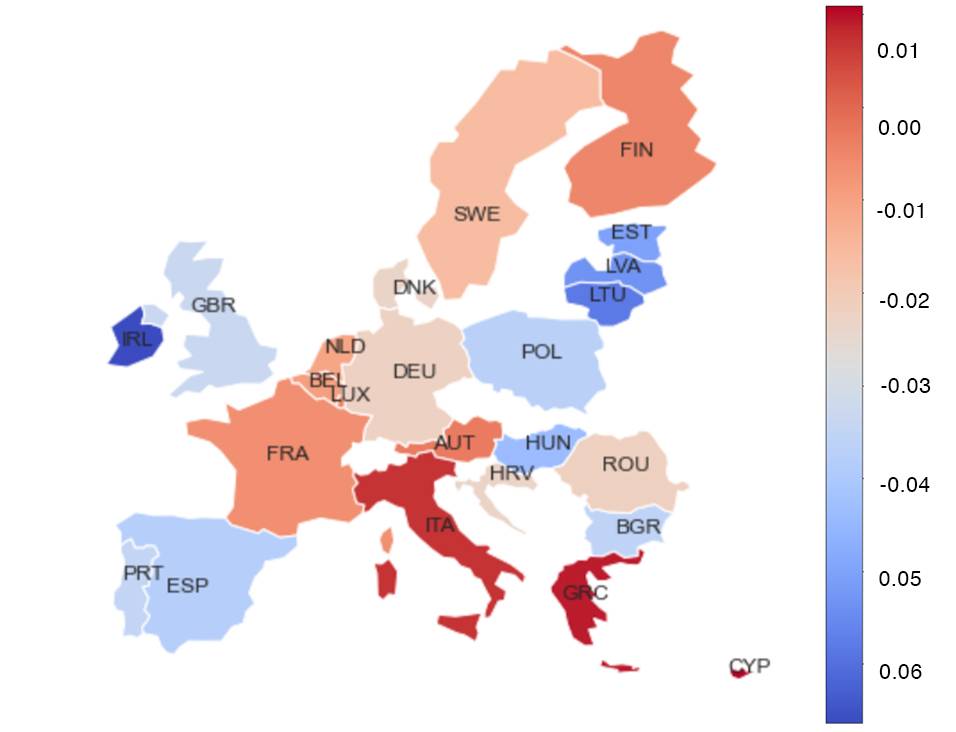 FIN
SWE
EST
LVA
LTU
DNK
GBR
IRL
NLD
POL
DEU
BEL
LUX
AUT
HUN
FRA
HRV
ROU
ITA
BGR
PRT
ESP
GRC
CYP
0.01
0.00
-0.01
-0.02
-0.03
-0.04
0.05
0.06